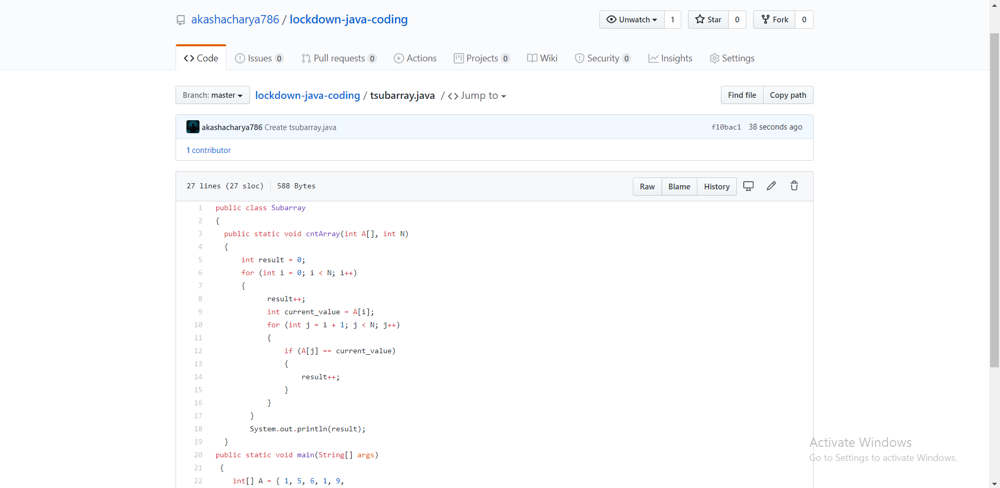 akashacharya786 / lockdown-java-coding
Unwatch 1 Star 0 Fork 0
<> Code Issues 0 Pull requests 0 Actions Projects 0 Wiki Security 0 Insights Settings
Branch: master lockdown-java-coding / tsubarray.java / <> Jump to Find file Copy path
akashacharya786 Create tsubarray.java f10bac1 38 seconds ago
1 contributor
27 lines (27 sloc) 588 Bytes Raw Blame History
1 public class Subarray
2 {
3 public static void cntArray(int A[], int N)
4 {
5 int result = 0;
6 for (int i = 0; i < N; i++)
7 {
8 result++;
9 int current_value = A[i];
10 for (int j = i + 1; j < N; j++)
11 {
12 if (A[j] == current_value)
13 {
14 result++;
15 }
16 }
17 }
18 System.out.println(result);
19 }
20 public static void main(String[] args)
21 {
22 int[] A = { 1, 5, 6, 1, 9,
Activate Windows
Go to Settings to activate Windows.